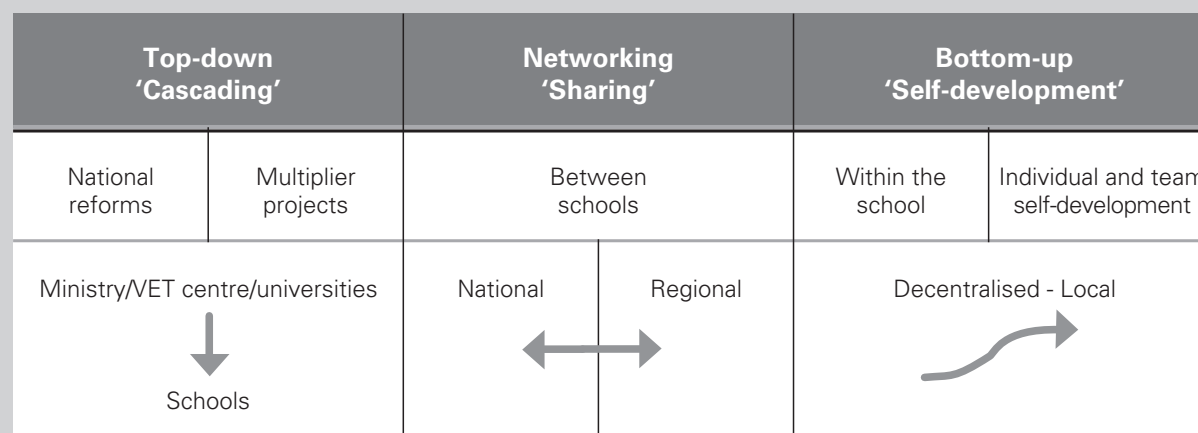 Top-down
‘Cascading’
Networking
‘Sharing’
Bottom-up
‘Self-development’
National
reforms
Multiplier
projects
Between
schools
Within the
school
Individual and team
self-development
Ministry/VET centre/universities
National
Regional
Decentralised - Local
Schools